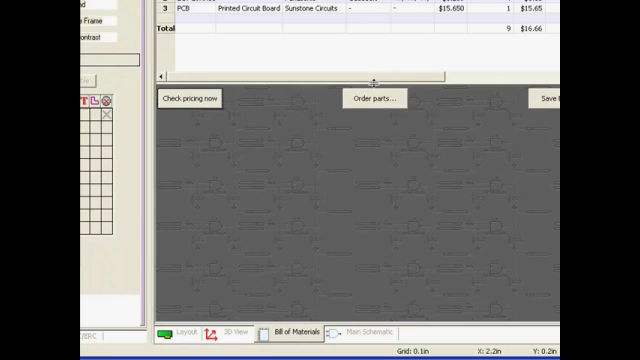 nd
3 PCB Printed Circuit Board Sunstone Circuits - - $15.650 1 $15.65
e Frame
Total 9 $16.66
ontrast
Check pricing now Order parts... Save
Layout 3D View Bill of Materials Main Schematic
/ERC
Grid: 0.1in X: 2.2in Y: 0.2in